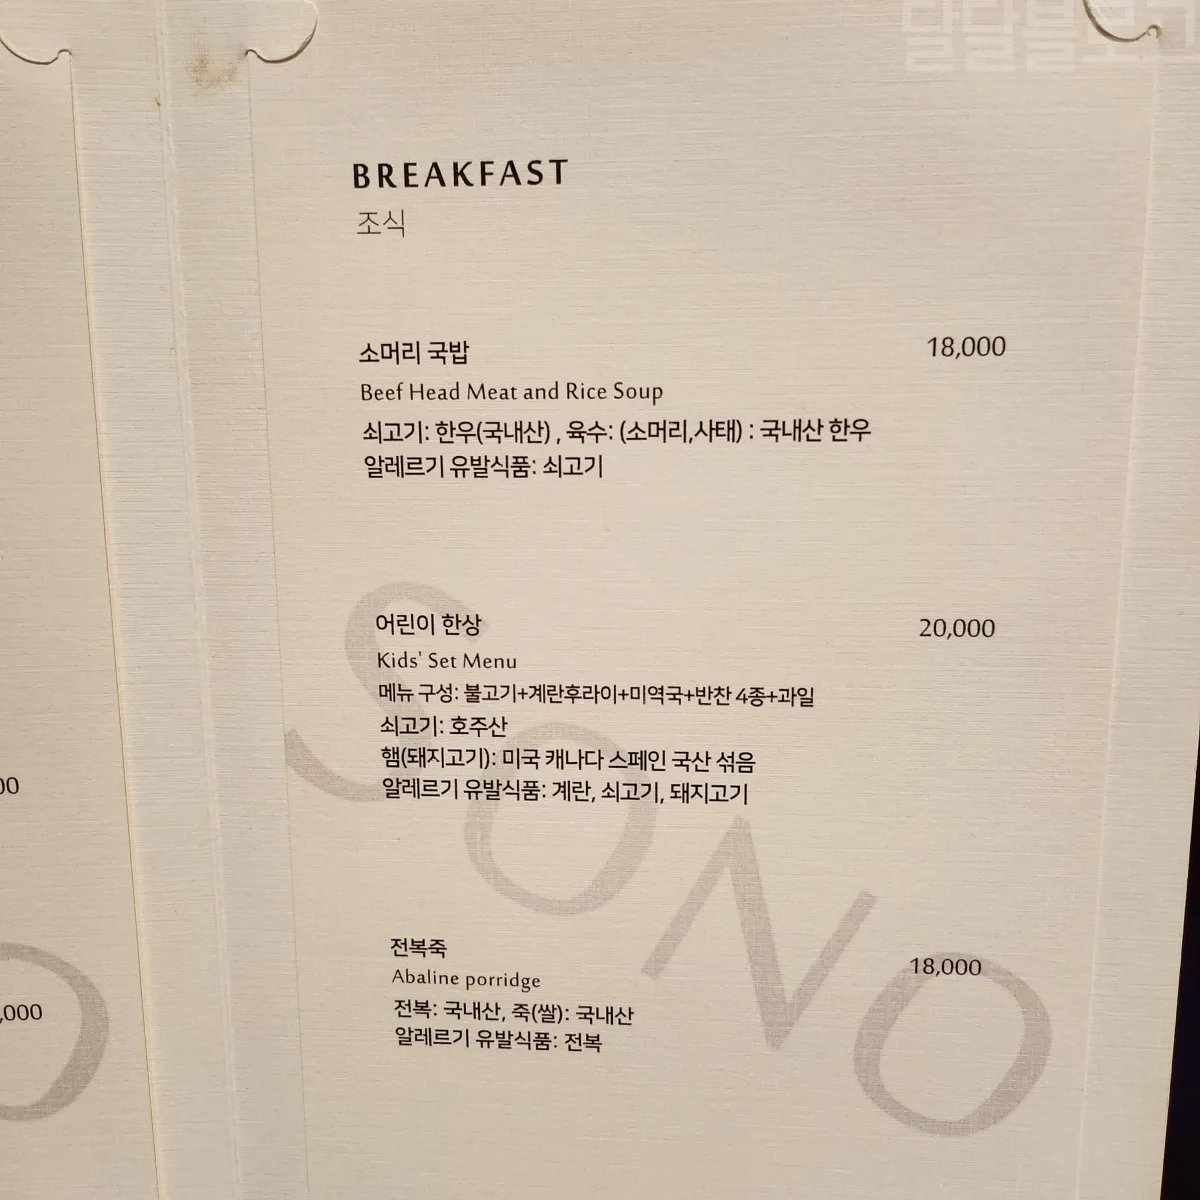 달달블로그
BREAKFAST
조식
소머리 국밥 18,000
Beef Head Meat and Rice Soup
쇠고기: 한우(국내산) , 육수: (소머리,사태) : 국내산 한우
알레르기 유발식품: 쇠고기
어린이 한상 20,000
Kids' Set Menu
메뉴 구성: 불고기+계란후라이+미역국+반찬 4종+과일
쇠고기: 호주산
햄(돼지고기): 미국 캐나다 스페인 국산 섞음
알레르기 유발식품: 계란, 쇠고기, 돼지고기
전복죽 18,000
Abaline porridge
전복: 국내산, 죽(쌀): 국내산
알레르기 유발식품: 전복
SONO
00
,000